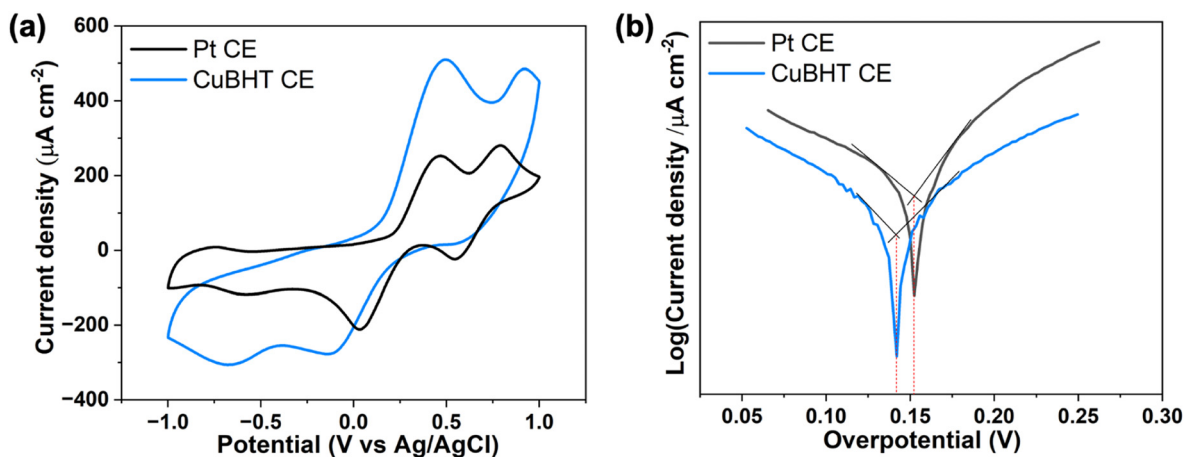 (a)
Pt CE
CuBHT CE
Current density (μA cm⁻²)
600
400
200
0
−200
−400
−1.0
−0.5
0.0
0.5
1.0
Potential (V vs Ag/AgCl)
(b)
Pt CE
CuBHT CE
Log(Current density /μA cm⁻²)
0.05
0.10
0.15
0.20
0.25
0.30
Overpotential (V)